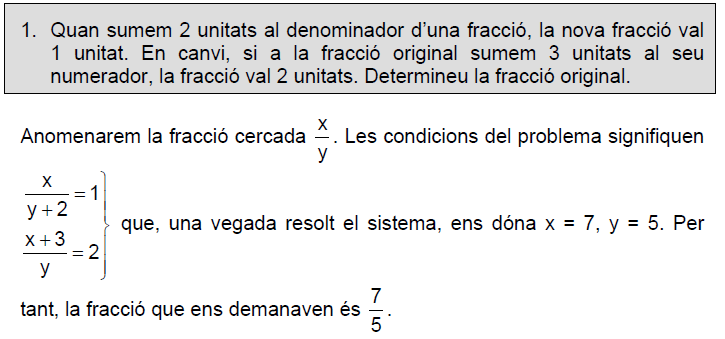 1. Quan sumem 2 unitats al denominador d’una fracció, la nova fracció val
1 unitat. En canvi, si a la fracció original sumem 3 unitats al seu
numerador, la fracció val 2 unitats. Determineu la fracció original.
Anomenarem la fracció cercada x/y. Les condicions del problema signifiquen
x/(y+2) = 1
(x+3)/y = 2 } que, una vegada resolt el sistema, ens dóna x = 7, y = 5. Per
tant, la fracció que ens demanaven és 7/5.